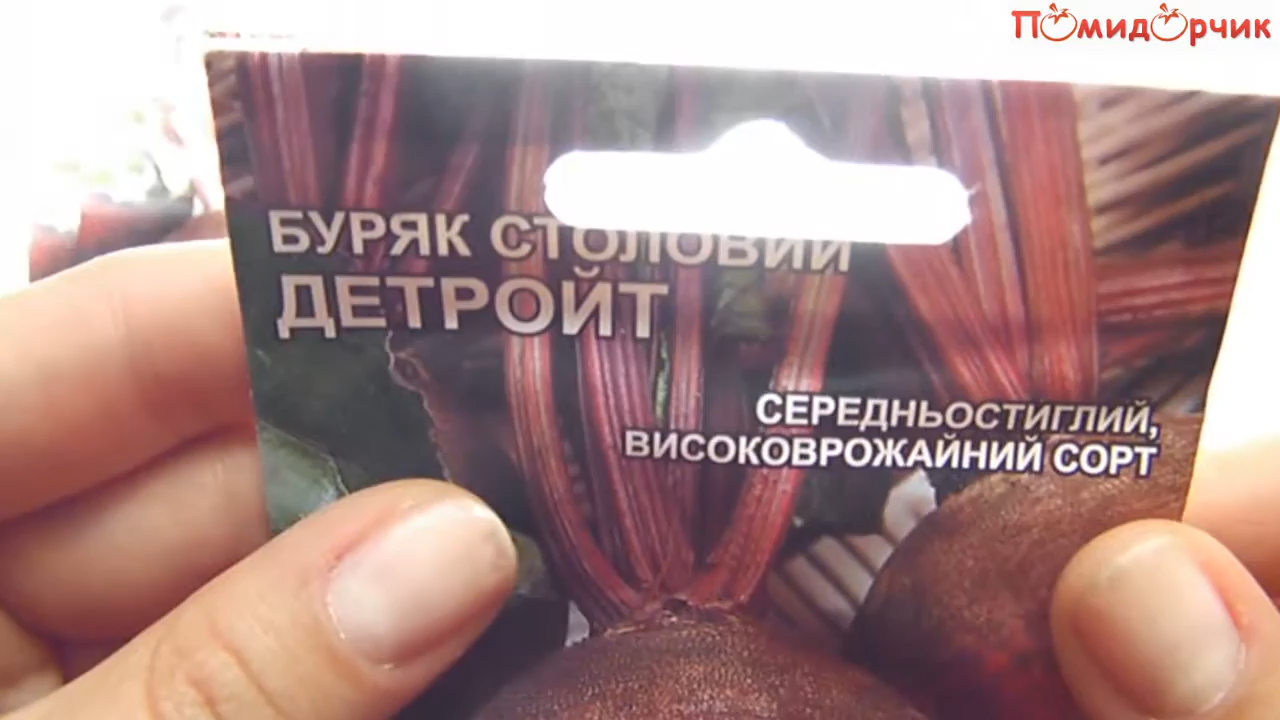 Помидорчик
БУРЯК СТОЛОВИЙ
ДЕТРОЙТ
СЕРЕДНЬОСТИГЛИЙ,
ВИСОКОВРОЖАЙНИЙ СОРТ